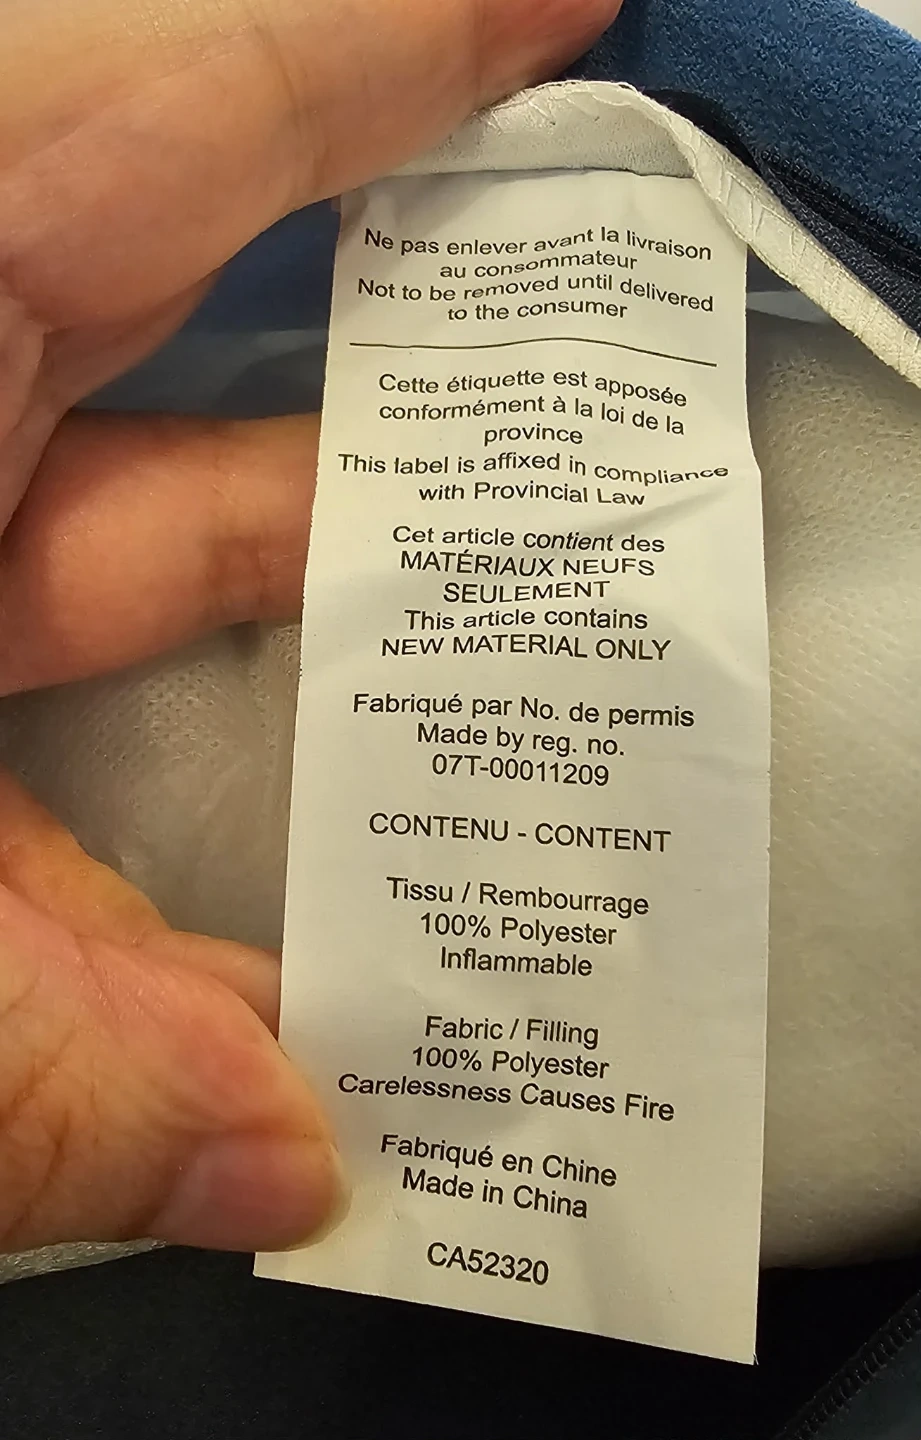 Ne pas enlever avant la livraison
au consommateur
Not to be removed until delivered
to the consumer
Cette étiquette est apposée
conformément à la loi de la
province
This label is affixed in compliance
with Provincial Law
Cet article contient des
MATÉRIAUX NEUFS
SEULEMENT
This article contains
NEW MATERIAL ONLY
Fabriqué par No. de permis
Made by reg. no.
07T-00011209
CONTENU - CONTENT
Tissu / Rembourrage
100% Polyester
Inflammable
Fabric / Filling
100% Polyester
Carelessness Causes Fire
Fabriqué en Chine
Made in China
CA52320